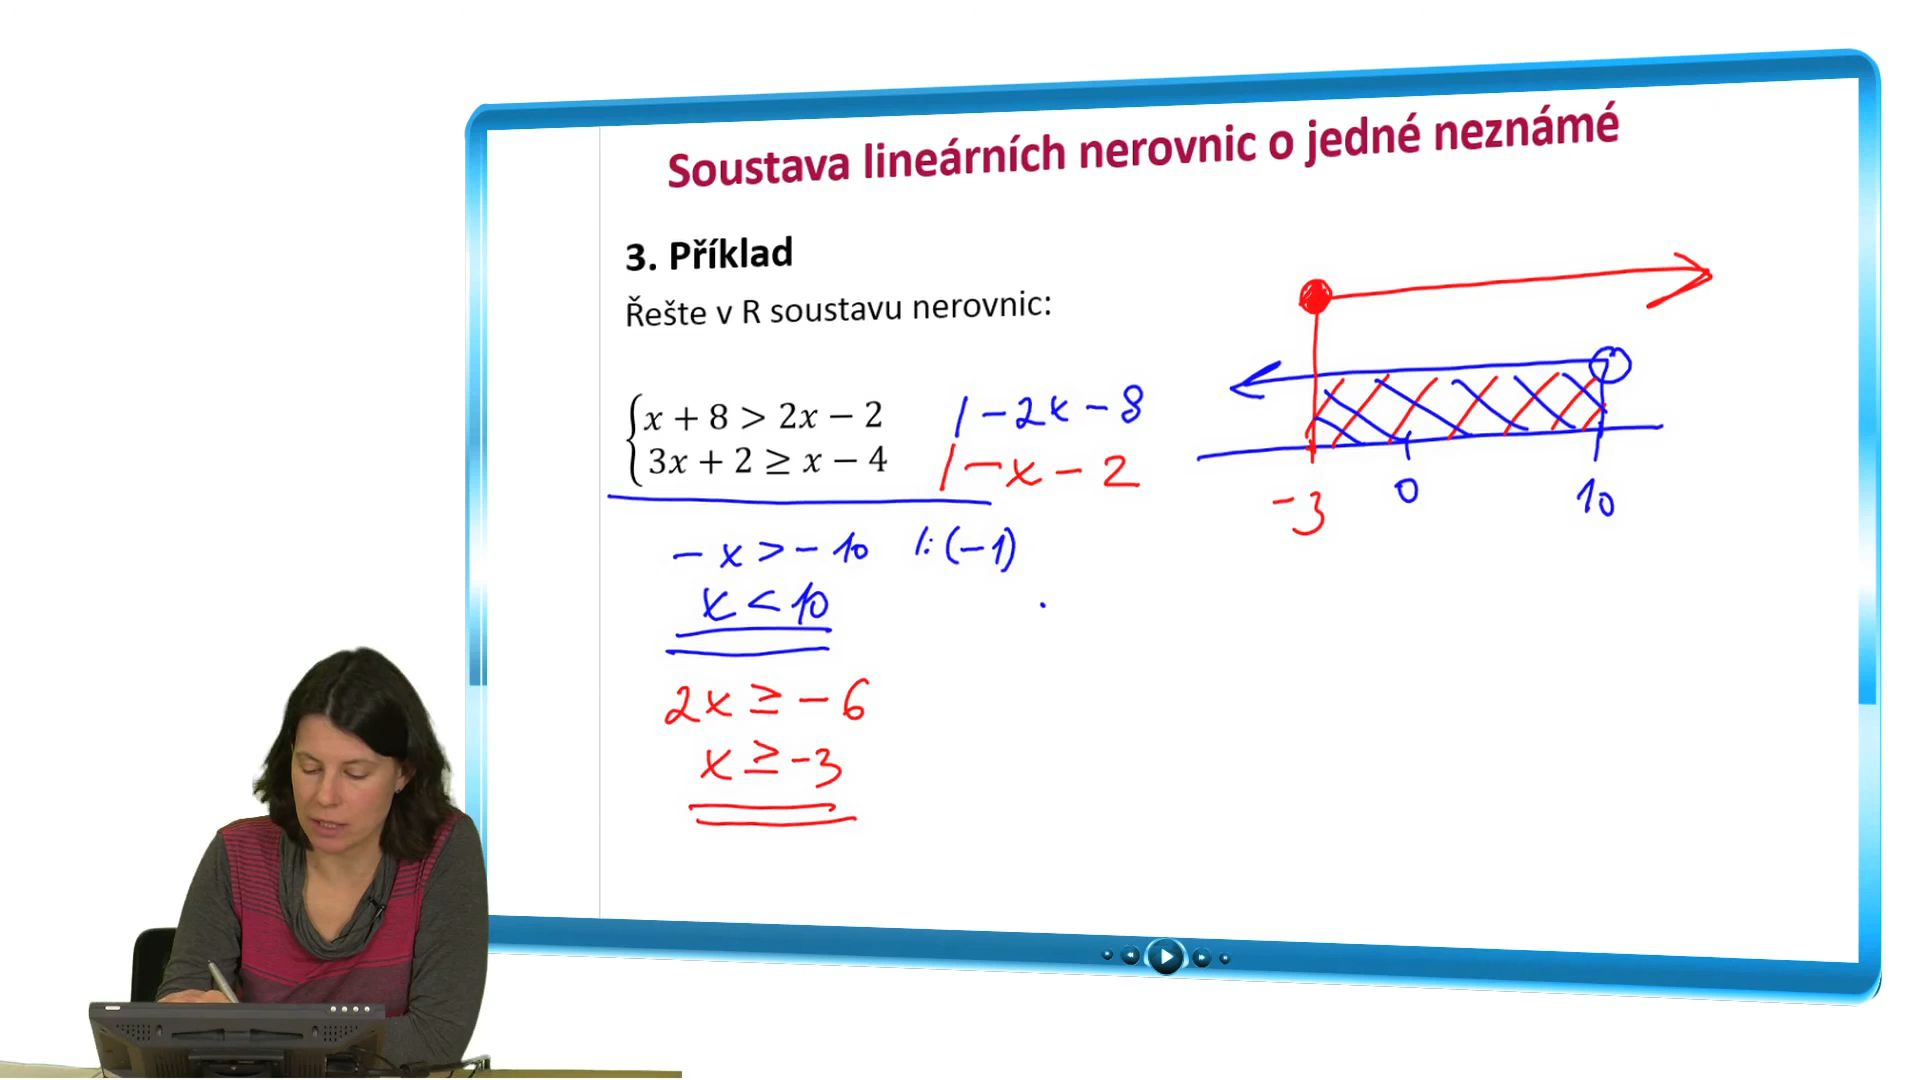 Soustava lineárních nerovnic o jedné neznámé
3. Příklad
Řešte v R soustavu nerovnic:
x + 8 > 2x − 2 | − 2x − 8
3x + 2 ≥ x − 4 | − x − 2
− x > − 10 /: (−1)
x < 10
2x ≥ − 6
x ≥ −3
−3 0 10